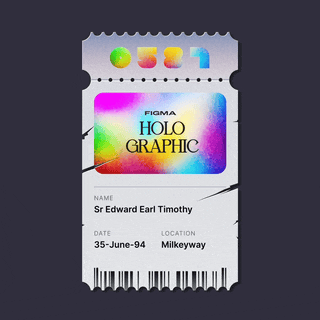 0587
FIGMA
HOLO
GRAPHIC
NAME
Sr Edward Earl Timothy
DATE
LOCATION
35-June-94
Milkeyway